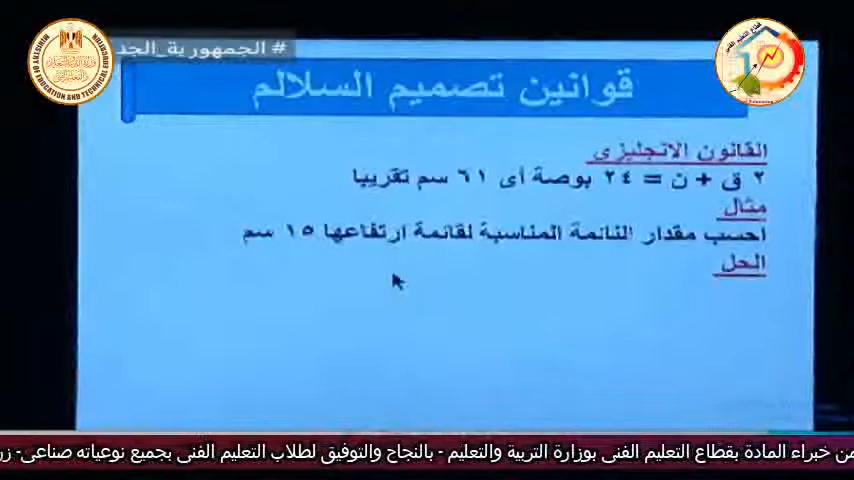 # الجمهورية_الجد
قوانين تصميم السلالم
القانون الانجليزى
٢ ق + ن = ٢٤ بوصة أى ٦١ سم تقريبا
مثال
احسب مقدار النائمة المناسبة لقائمة ارتفاعها ١٥ سم
الحل
من خبراء المادة بقطاع التعليم الفنى بوزارة التربية والتعليم - بالنجاح والتوفيق لطلاب التعليم الفنى بجميع نوعياته صناعى- زر